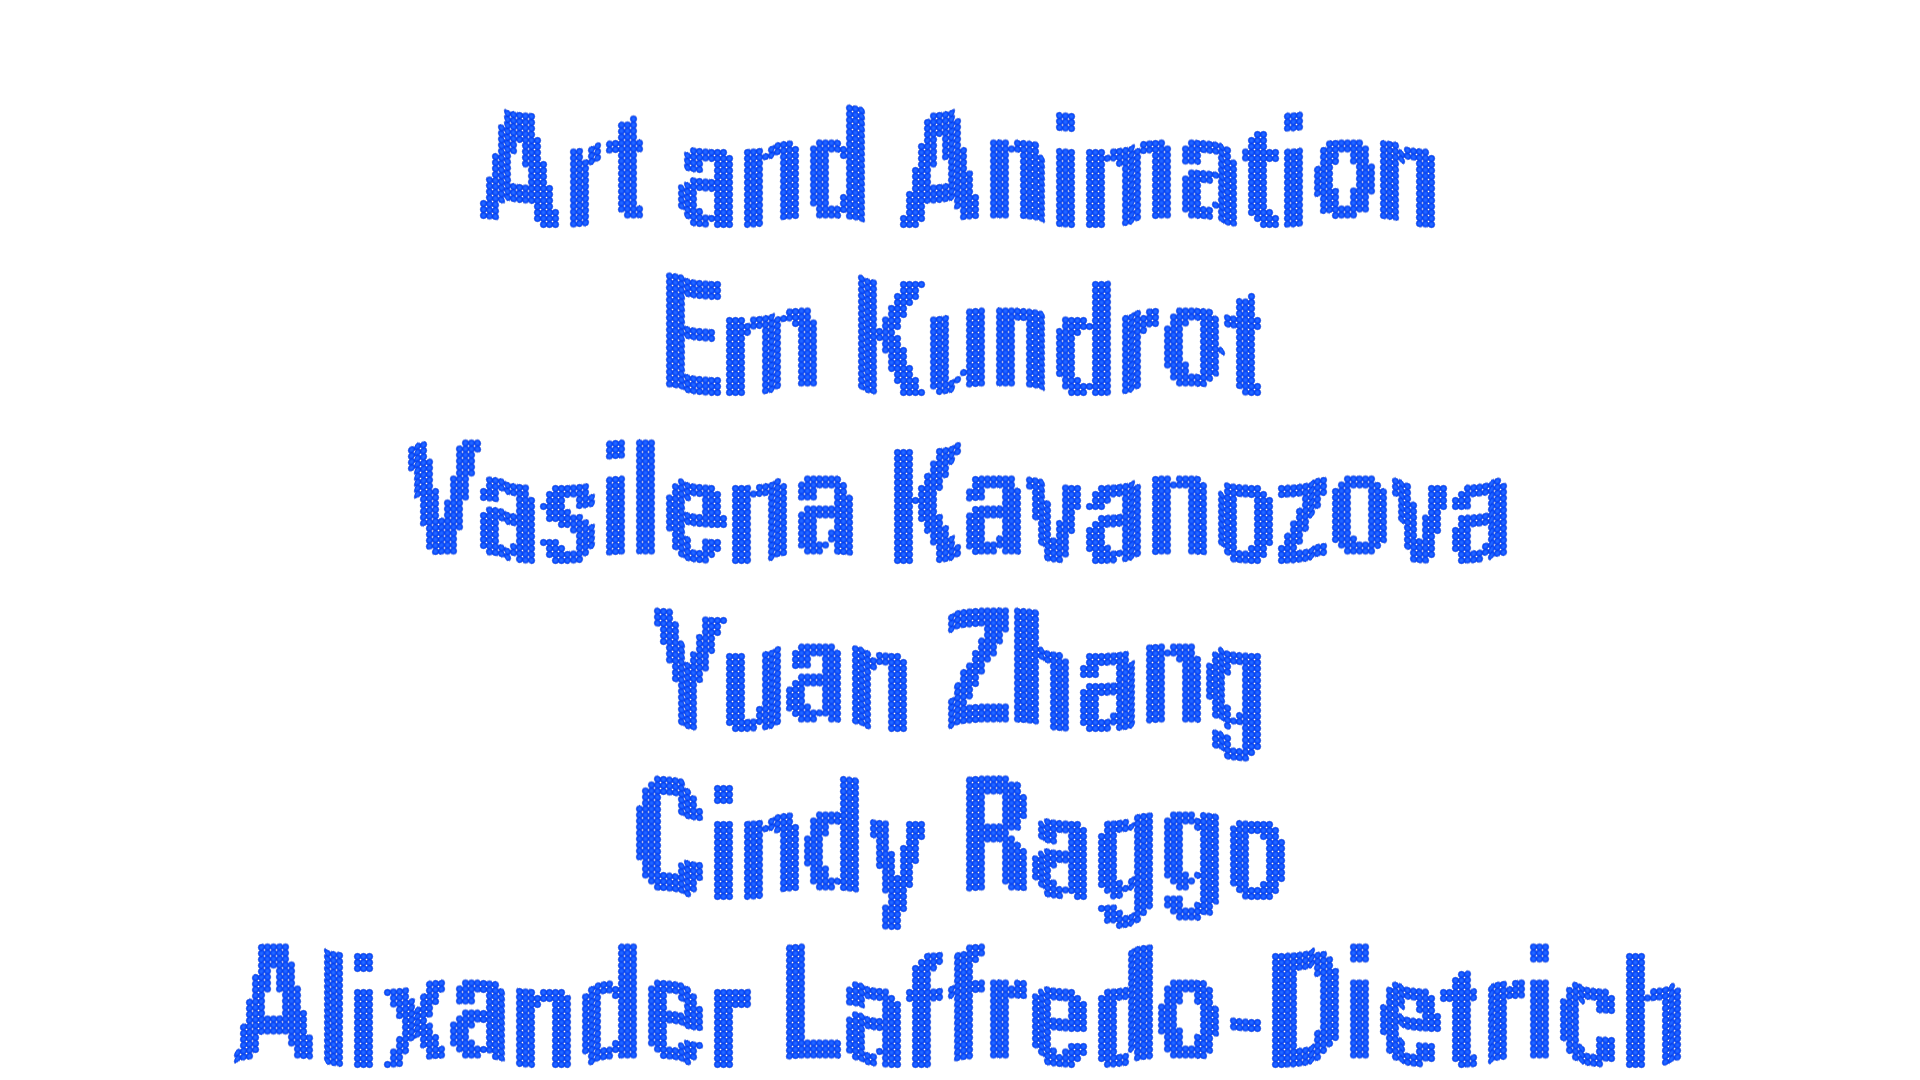 Art and Animation
Em Kundrot
Vasilena Kavanozova
Yuan Zhang
Cindy Raggo
Alixander Laffredo-Dietrich